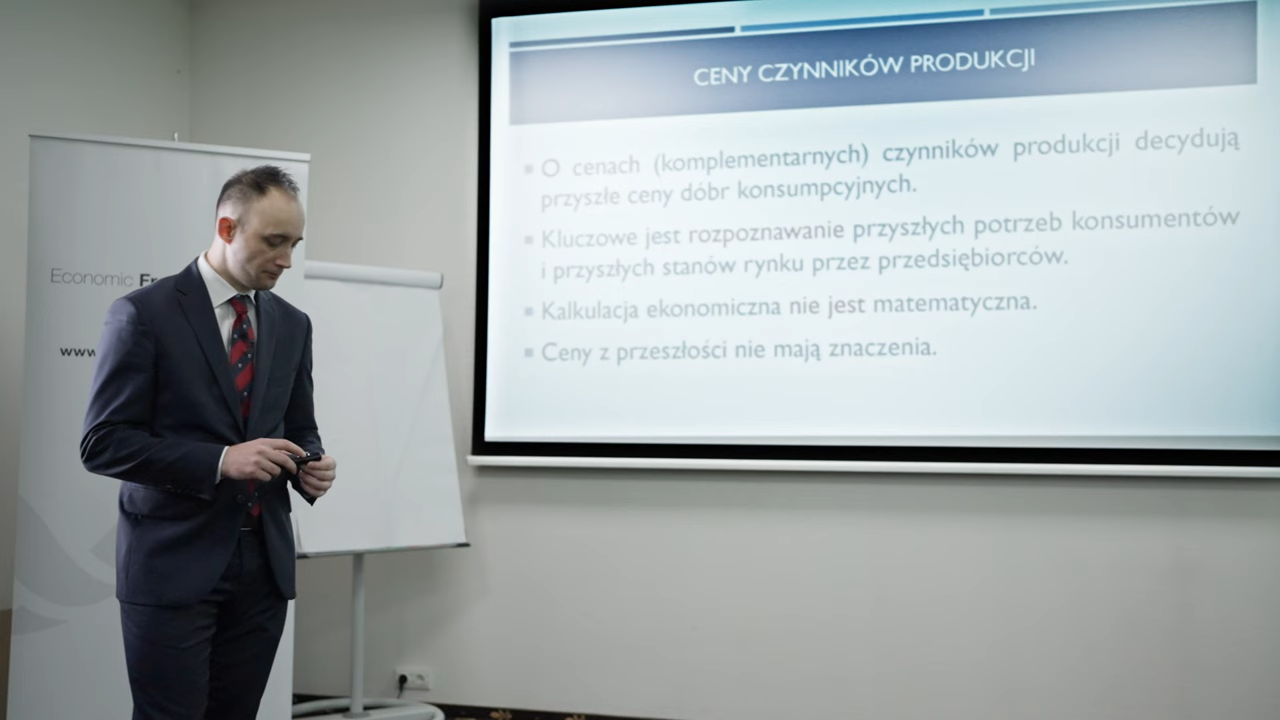 CENY CZYNNIKÓW PRODUKCJI
O cenach (komplementarnych) czynników produkcji decydują
przyszłe ceny dóbr konsumpcyjnych.
Kluczowe jest rozpoznawanie przyszłych potrzeb konsumentów
i przyszłych stanów rynku przez przedsiębiorców.
Kalkulacja ekonomiczna nie jest matematyczna.
Ceny z przeszłości nie mają znaczenia.
Economic
www